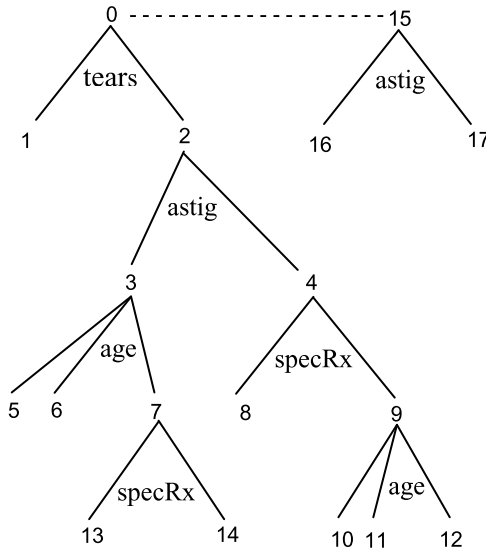 0 15
tears astig
1 2 16 17
astig
3 4
age specRx
5 6 7 8 9
specRx age
13 14 10 11 12